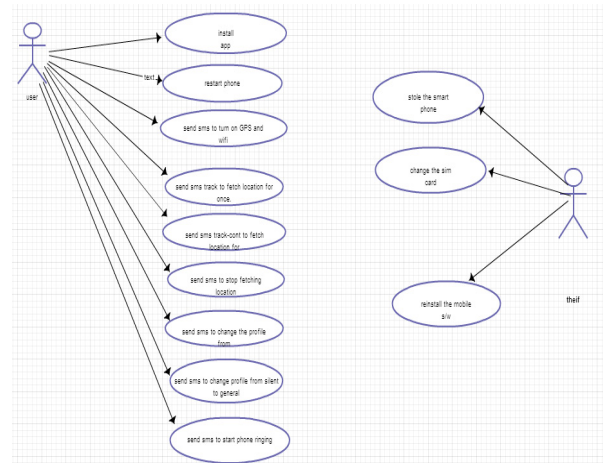 install
app
text
restart phone
user
send sms to turn on GPS and
wifi
send sms track to fetch location for
once.
send sms track-cont to fetch
location for
send sms to stop fetching
location
send sms to change the profile
from
send sms to change profile from silent
to general
send sms to start phone ringing
stole the smart
phone
change the sim
card
reinstall the mobile
s/w
theif